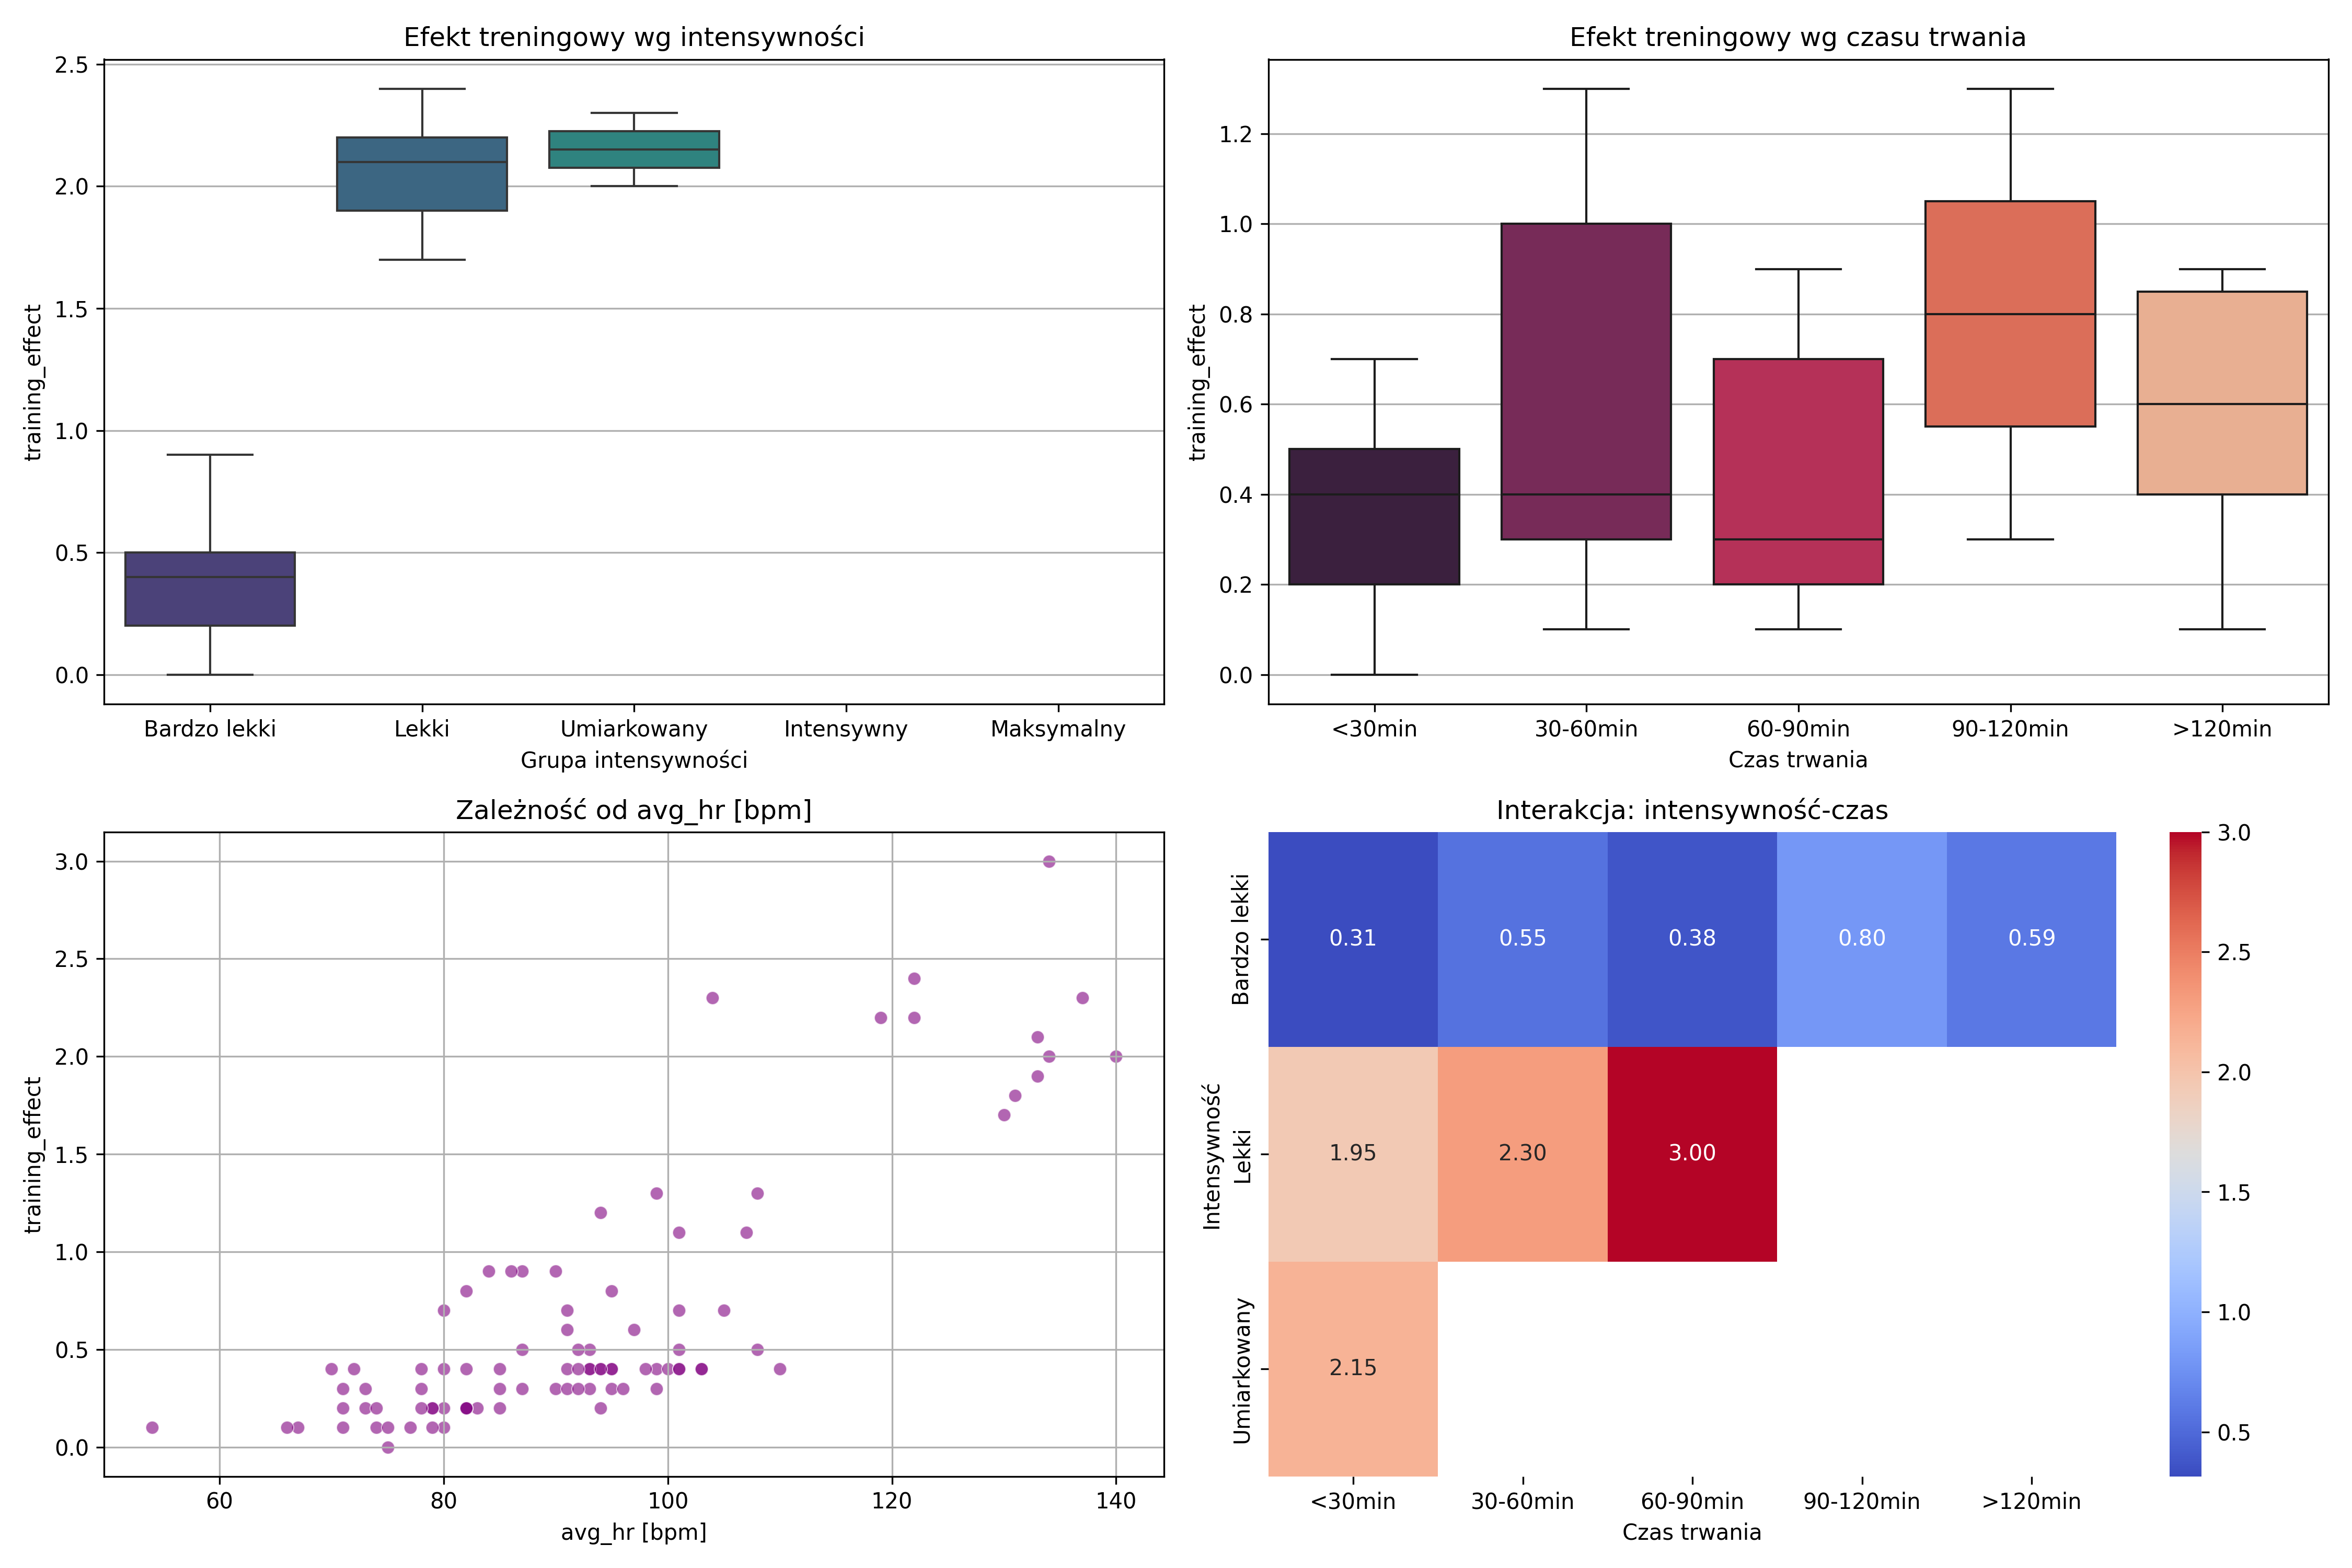 Efekt treningowy wg intensywności
training_effect
2.5
2.0
1.5
1.0
0.5
0.0
Bardzo lekki
Lekki
Umiarkowany
Intensywny
Maksymalny
Grupa intensywności
Efekt treningowy wg czasu trwania
training_effect
1.2
1.0
0.8
0.6
0.4
0.2
0.0
<30min
30-60min
60-90min
90-120min
>120min
Czas trwania
Zależność od avg_hr [bpm]
training_effect
3.0
2.5
2.0
1.5
1.0
0.5
0.0
60
80
100
120
140
avg_hr [bpm]
Interakcja: intensywność-czas
Intensywność
Bardzo lekki
0.31
0.55
0.38
0.80
0.59
Lekki
1.95
2.30
3.00
Umiarkowany
2.15
<30min
30-60min
60-90min
90-120min
>120min
Czas trwania
3.0
2.5
2.0
1.5
1.0
0.5